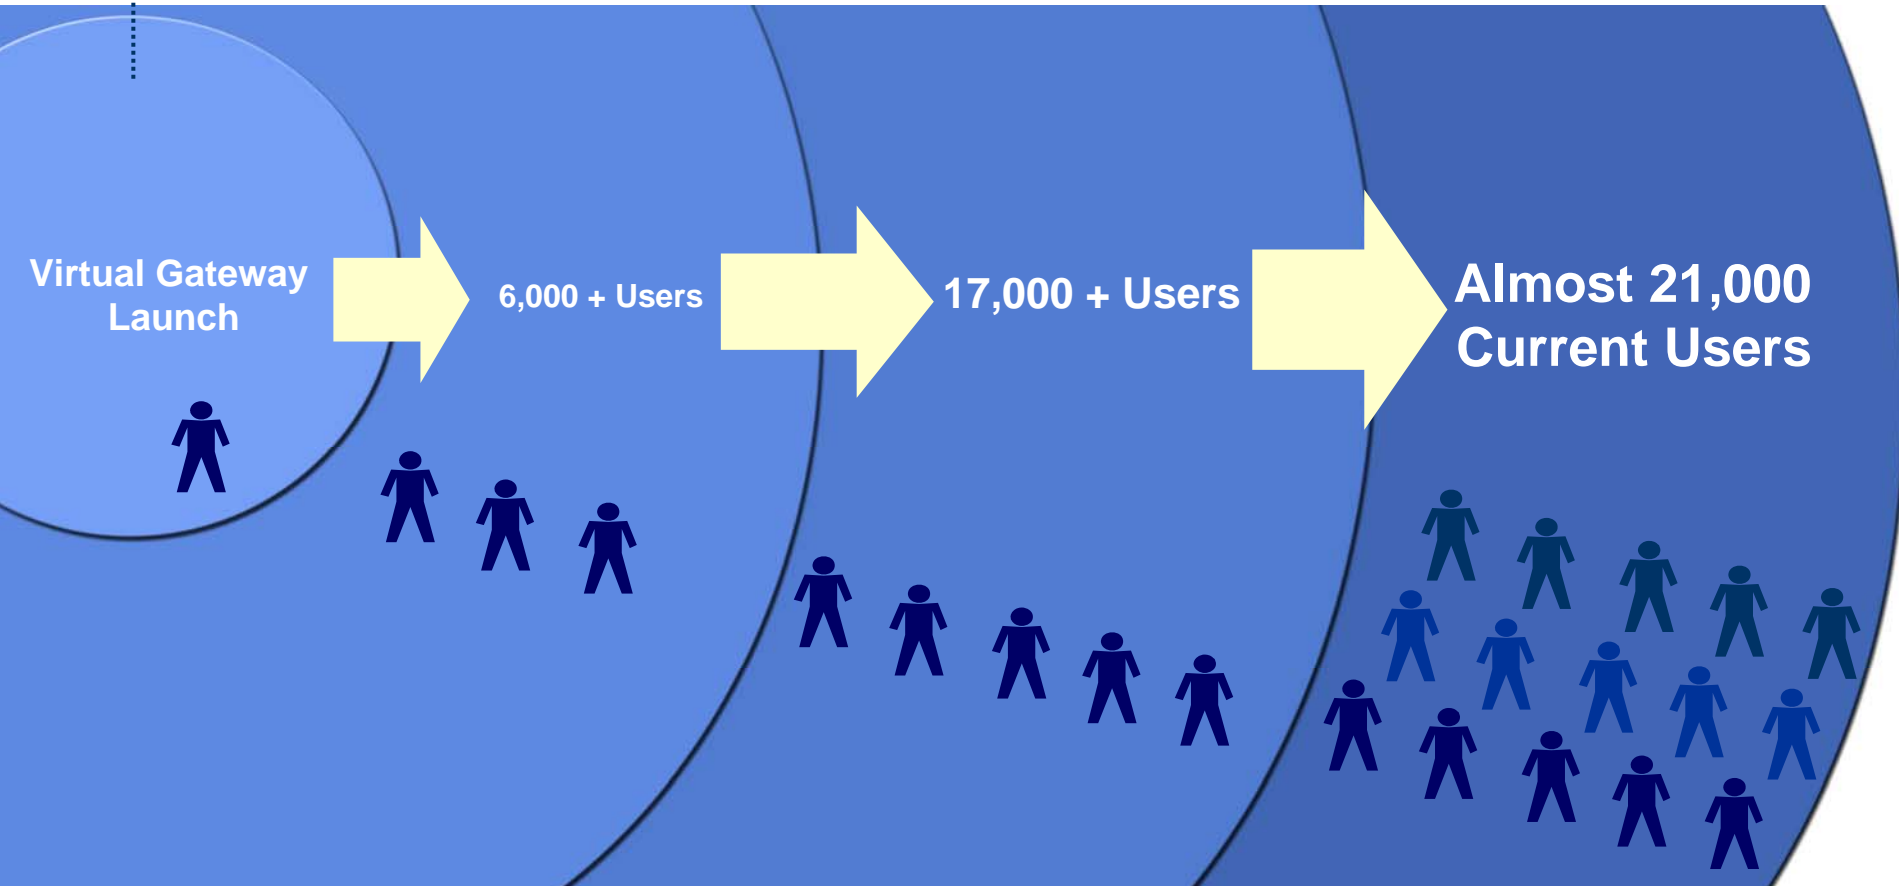 Virtual Gateway
Launch
6,000 + Users
17,000 + Users
Almost 21,000
Current Users